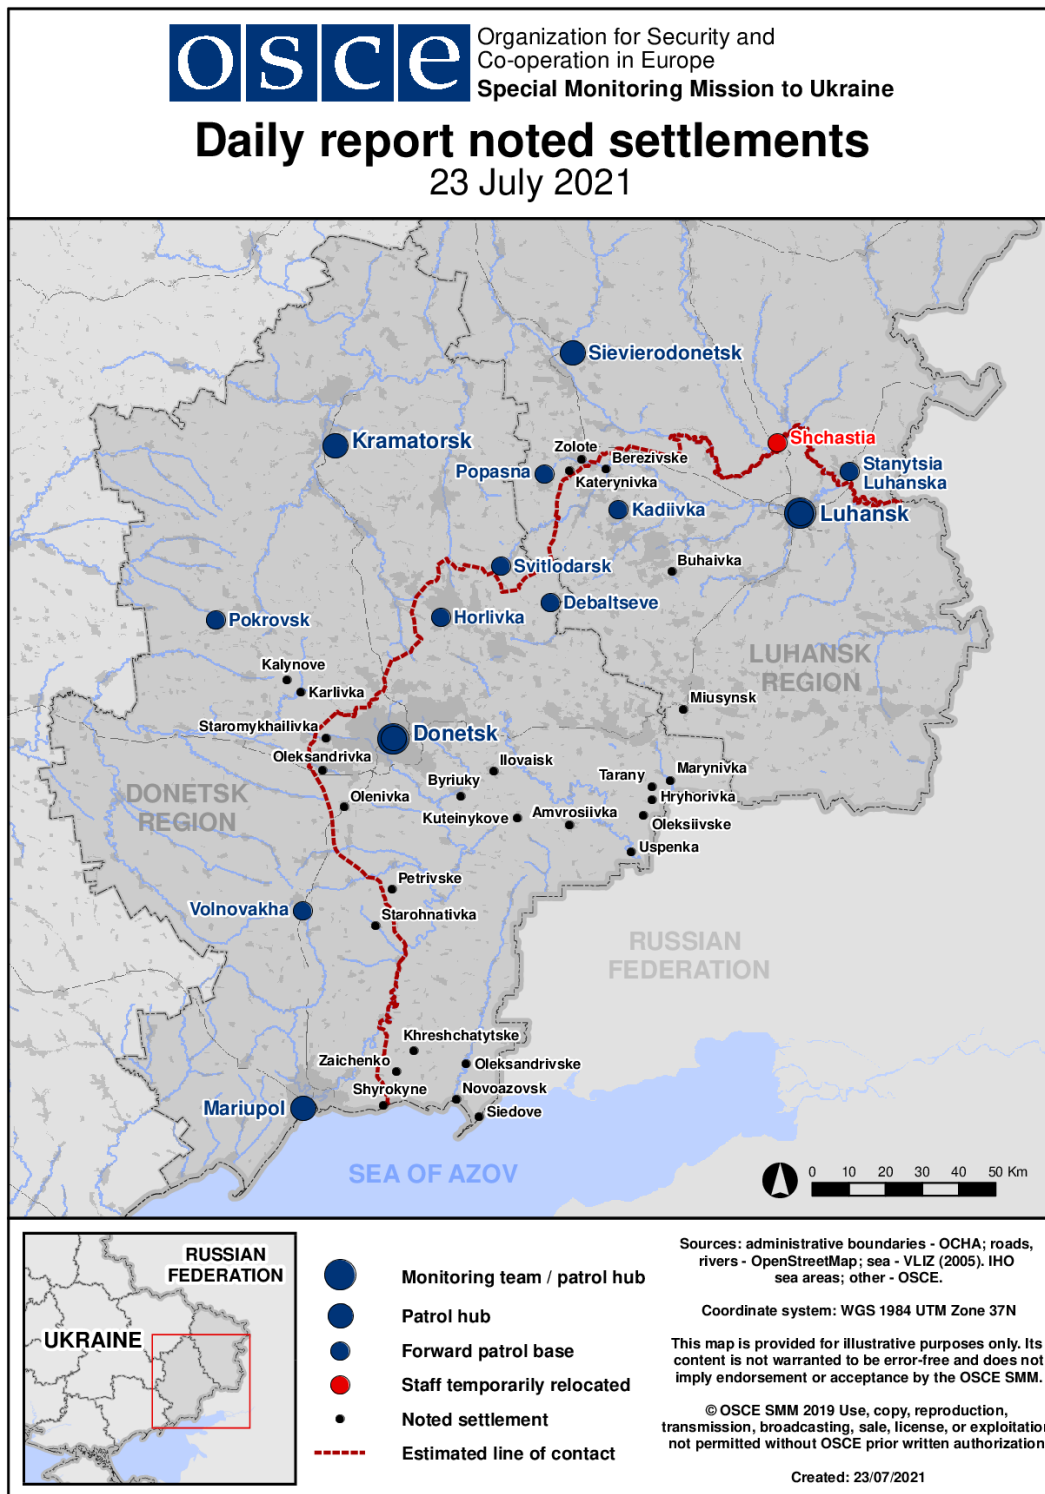 osce
Organization for Security and
Co-operation in Europe
Special Monitoring Mission to Ukraine
Daily report noted settlements
23 July 2021
Sievierodonetsk
Kramatorsk
Shchastia
Zolote
Berezivske
Popasna
Katerynivka
Stanytsia
Luhanska
Kadiivka
Luhansk
Buhaivka
Svitlodarsk
Debaltseve
Horlivka
Pokrovsk
LUHANSK
REGION
Kalynove
Karlivka
Miusynsk
Staromykhailivka
Donetsk
Oleksandrivka
Ilovaisk
Tarany
Marynivka
Byriuky
DONETSK
REGION
Olenivka
Hryhorivka
Kuteinykove
Amvrosiivka
Oleksiivske
Uspenka
Petrivske
Volnovakha
Starohnativka
RUSSIAN
FEDERATION
Khreshchatytske
Zaichenko
Oleksandrivske
Shyrokyne
Novoazovsk
Mariupol
Siedove
SEA OF AZOV
0 10 20 30 40 50 Km
RUSSIAN
FEDERATION
UKRAINE
Monitoring team / patrol hub
Patrol hub
Forward patrol base
Staff temporarily relocated
Noted settlement
Estimated line of contact
Sources: administrative boundaries - OCHA; roads,
rivers - OpenStreetMap; sea - VLIZ (2005). IHO
sea areas; other - OSCE.
Coordinate system: WGS 1984 UTM Zone 37N
This map is provided for illustrative purposes only. Its
content is not warranted to be error-free and does not
imply endorsement or acceptance by the OSCE SMM.
© OSCE SMM 2019 Use, copy, reproduction,
transmission, broadcasting, sale, license, or exploitation
not permitted without OSCE prior written authorization
Created: 23/07/2021